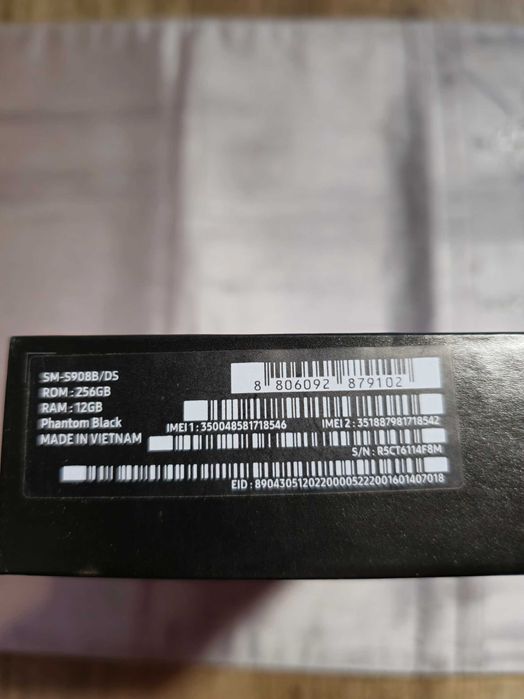 SM-S908B/DS
ROM : 256GB
RAM : 12GB
Phantom Black
MADE IN VIETNAM
8 806092 879102
IMEI 1 : 350048581718546
IMEI 2 : 351887981718542
S/N : R5CT6114F8M
EID : 89043051202200005222001601407018